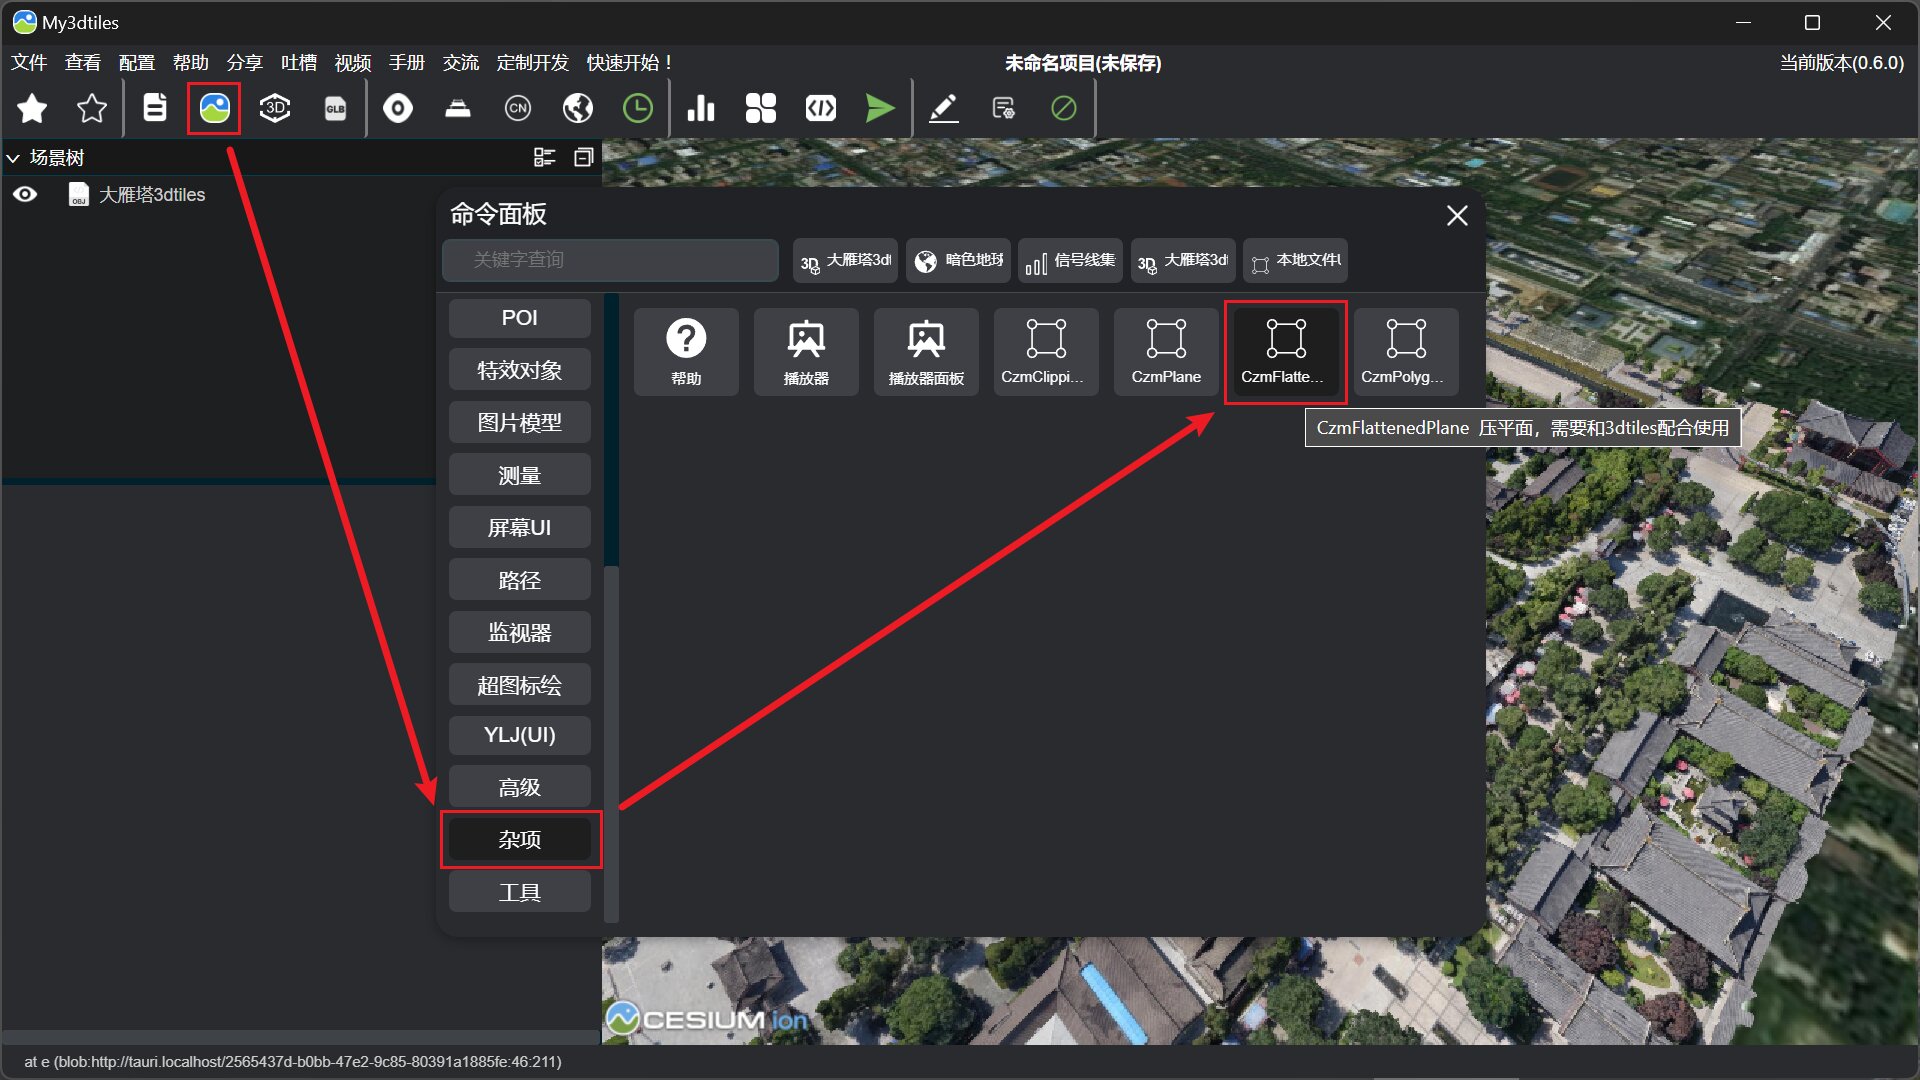 My3dtiles
文件 查看 配置 帮助 分享 吐槽 视频 手册 交流 定制开发 快速开始！
未命名项目(未保存)
当前版本(0.6.0)
3D
GLB
CN
场景树
OBJ
大雁塔3dtiles
命令面板
关键字查询
3D 大雁塔3dt
暗色地球
信号线集
3D 大雁塔3dt
本地文件
POI
特效对象
图片模型
测量
屏幕UI
路径
监视器
超图标绘
YLJ(UI)
高级
杂项
工具
帮助
播放器
播放器面板
CzmClippi...
CzmPlane
CzmFlatte...
CzmPolyg...
CzmFlattenedPlane 压平面，需要和3dtiles配合使用
CESIUM ion
at e (blob:http://tauri.localhost/2565437d-b0bb-47e2-9c85-80391a1885fe:46:211)